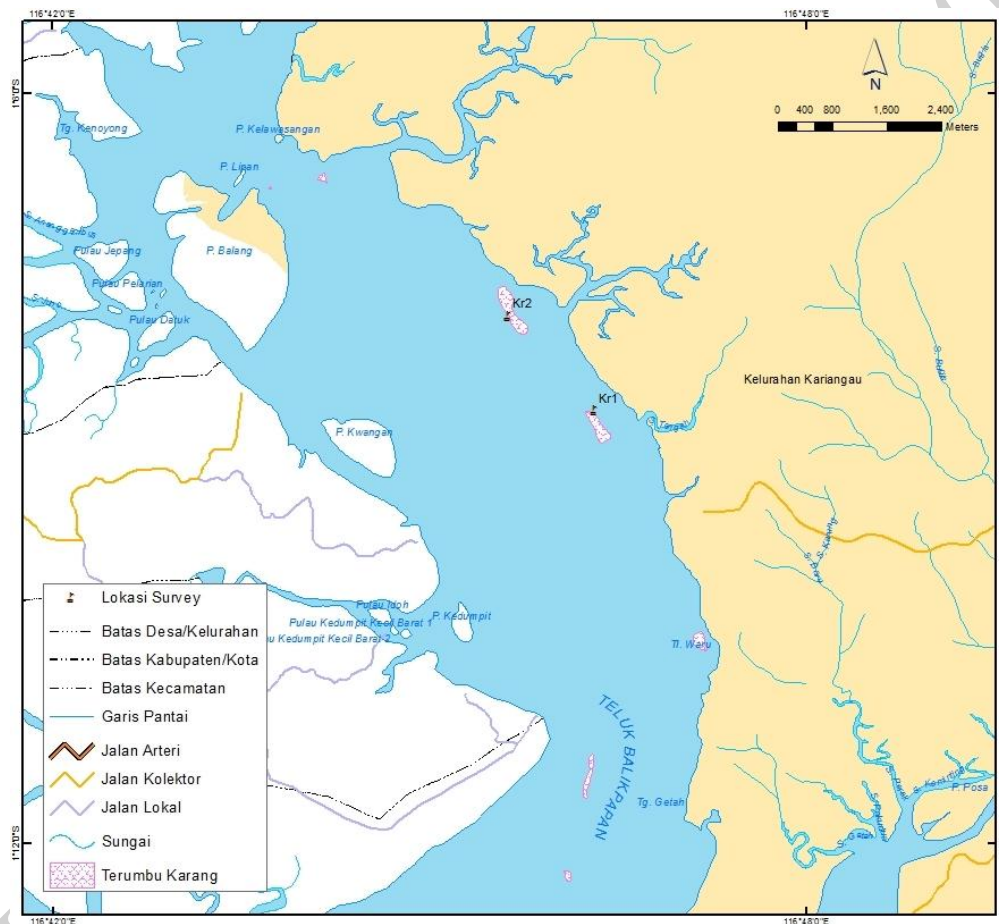 116°42'0"E
116°48'0"E
1°6'0"S
N
0 400 800 1,600 2,400
Meters
Tg. Kenoyong
P. Kelawasangan
P. Lipan
P. Balang
Pulau Jepang
Pulau Pelarian
Pulau Datuk
Kr2
Kr1
Kelurahan Kariangau
P. Kwangan
Pulau Idoh
Pulau Kedumpit Kecil Barat 1
au Kedumpit Kecil Barat 2
P. Kedumpit
Tl. Waru
TELUK BALIKPAPAN
Tg. Getah
P. Posa
Lokasi Survey
Batas Desa/Kelurahan
Batas Kabupaten/Kota
Batas Kecamatan
Garis Pantai
Jalan Arteri
Jalan Kolektor
Jalan Lokal
Sungai
Terumbu Karang
1°12'0"S
116°42'0"E
116°48'0"E